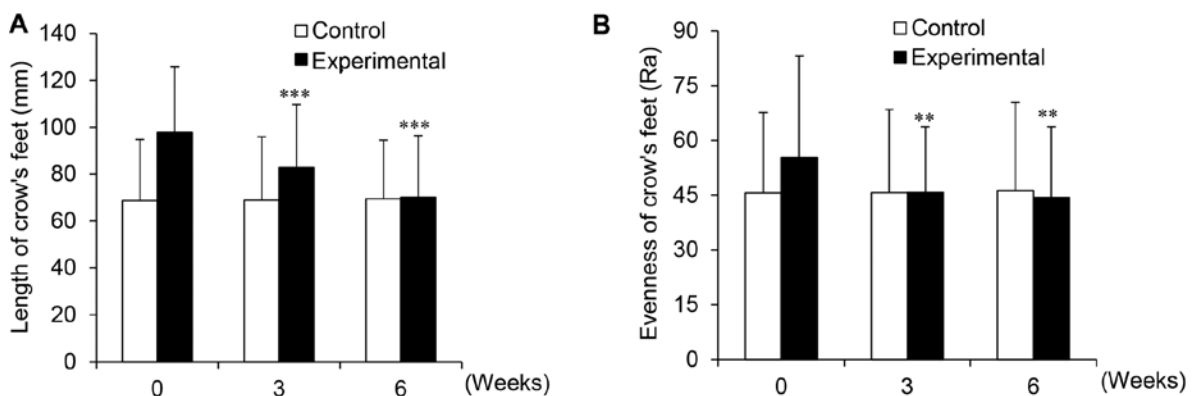 A
Length of crow's feet (mm)
140
120
100
80
60
40
20
0
Control
Experimental
***
***
0
3
6
(Weeks)
B
Evenness of crow's feet (Ra)
90
75
60
45
30
15
0
Control
Experimental
**
**
0
3
6
(Weeks)